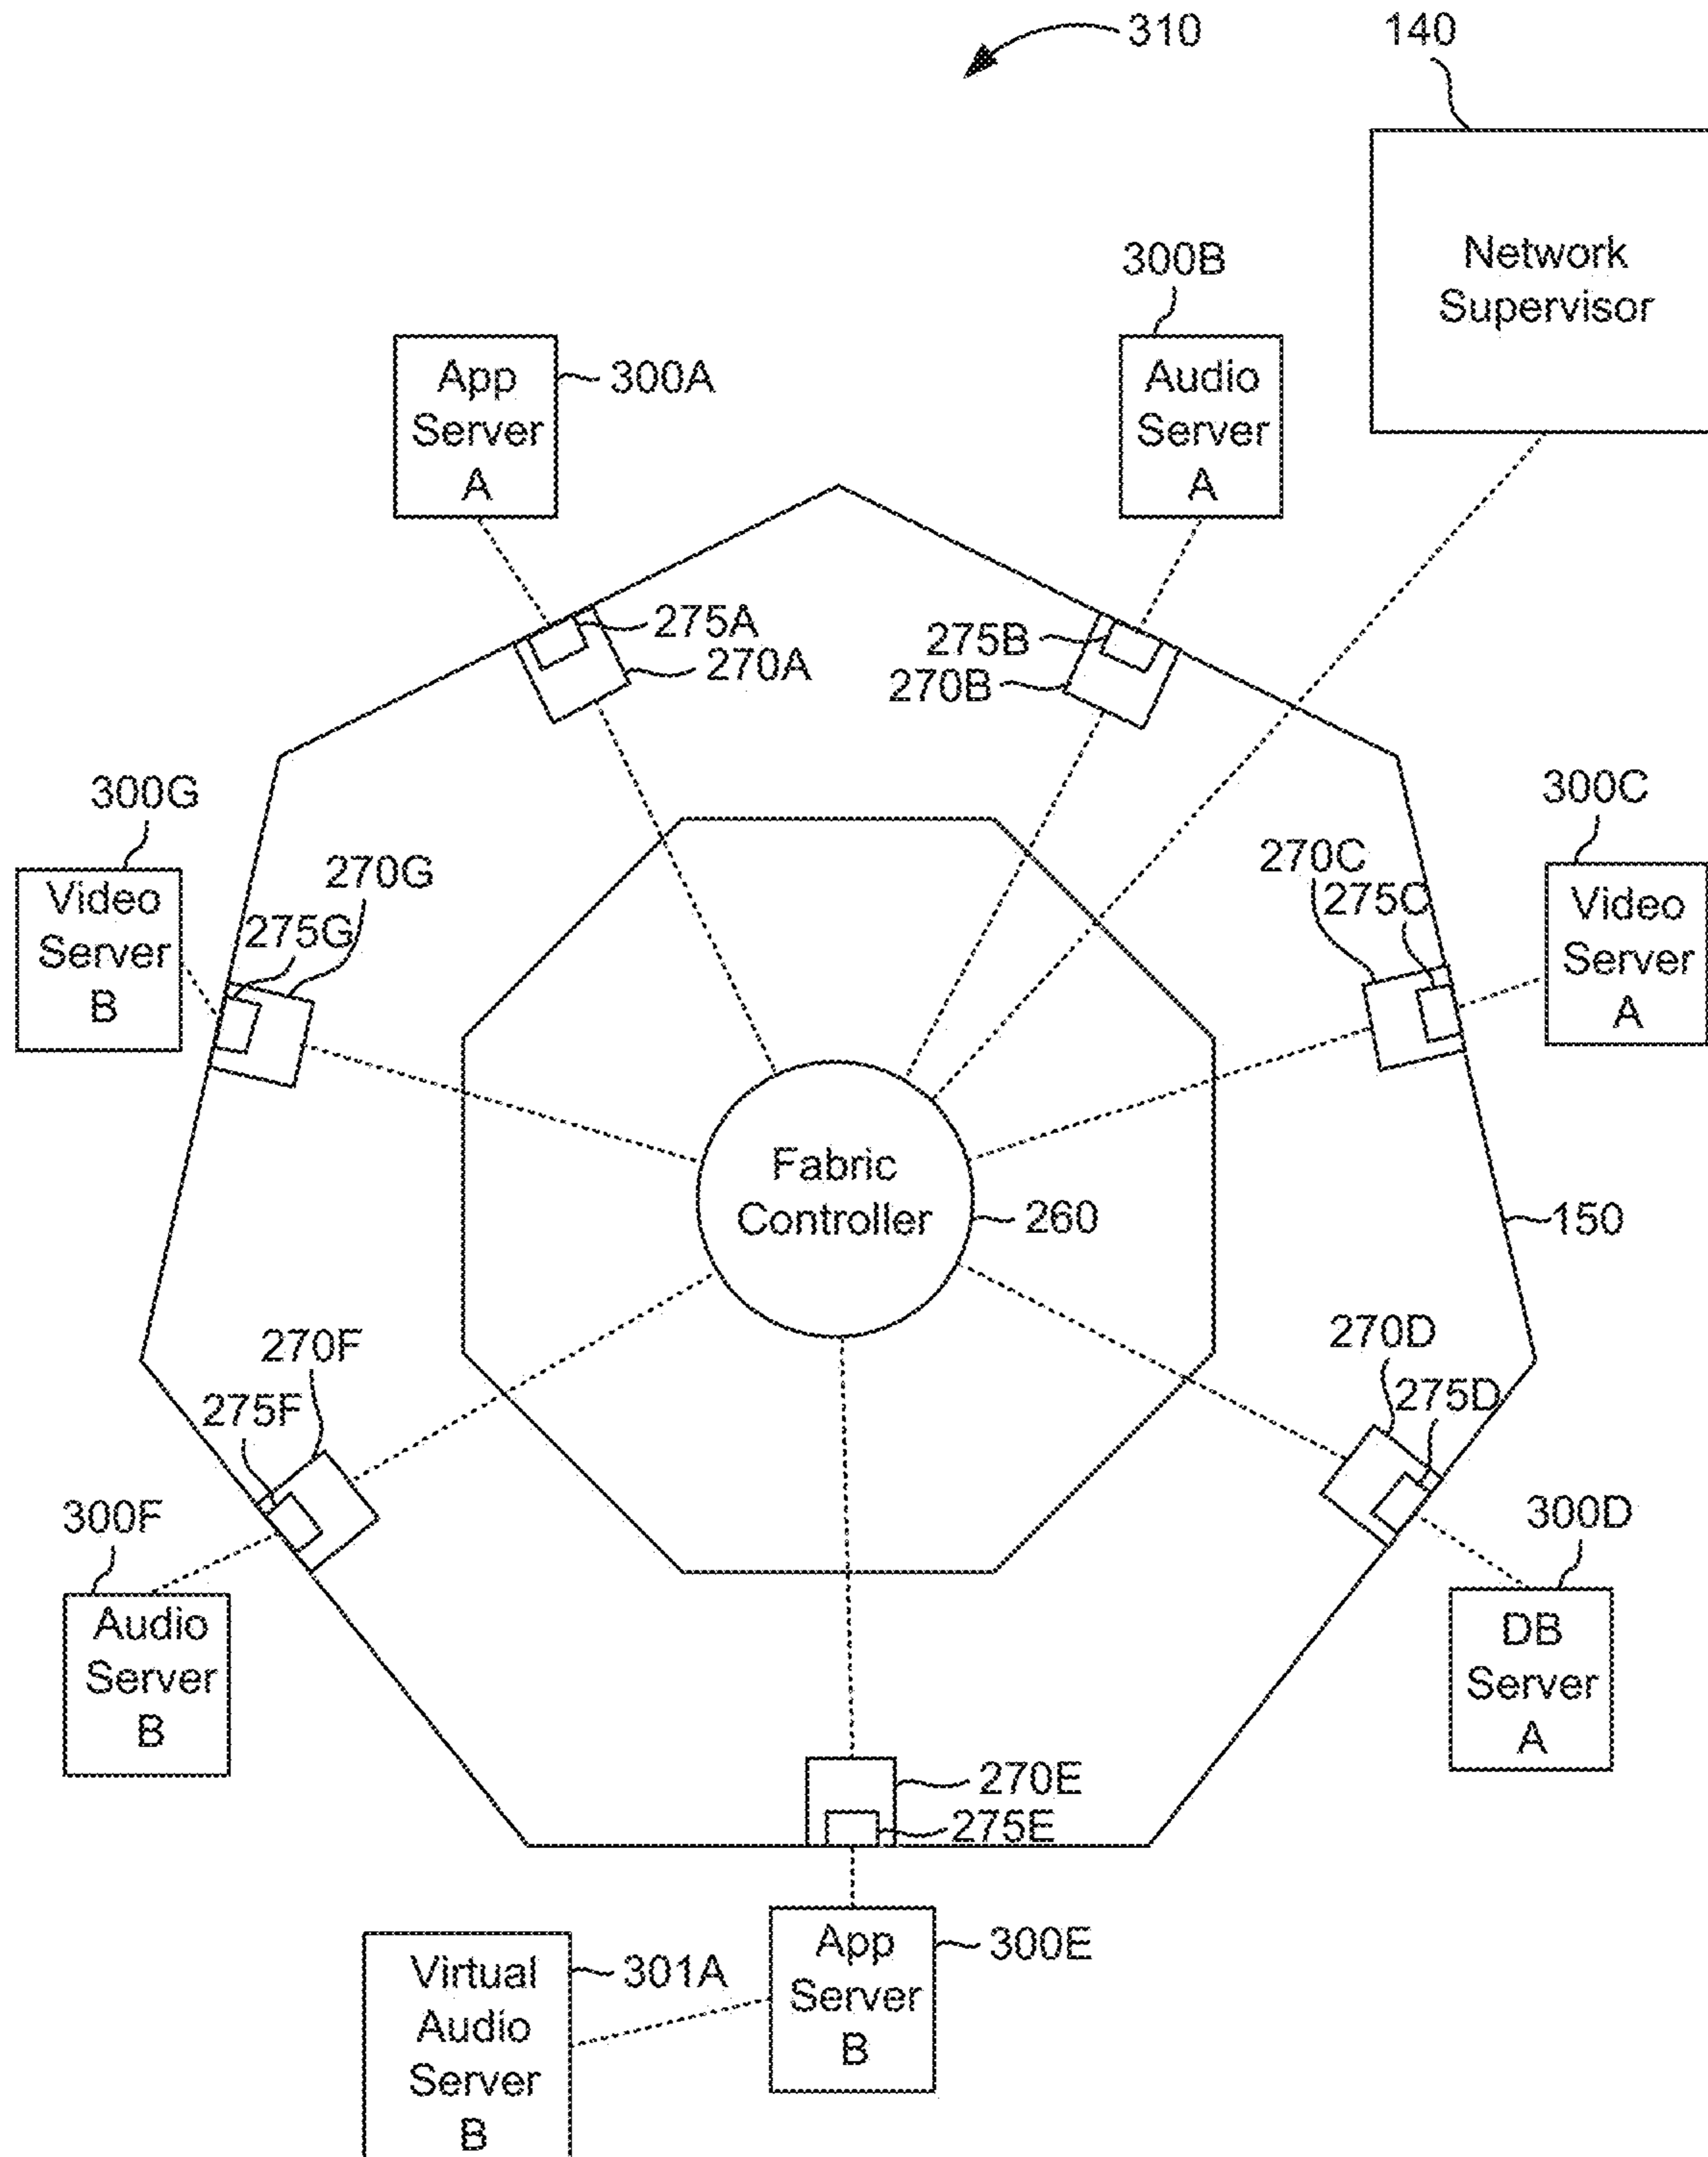 310
140
Network
Supervisor
300B
App
Server
A
300A
Audio
Server
A
275A
270A
275B
270B
300G
Video
Server
B
270G
275G
270C
275C
300C
Video
Server
A
Fabric
Controller
260
150
270F
275F
270D
275D
300F
Audio
Server
B
300D
DB
Server
A
270E
275E
App
Server
B
300E
Virtual
Audio
Server
B
301A